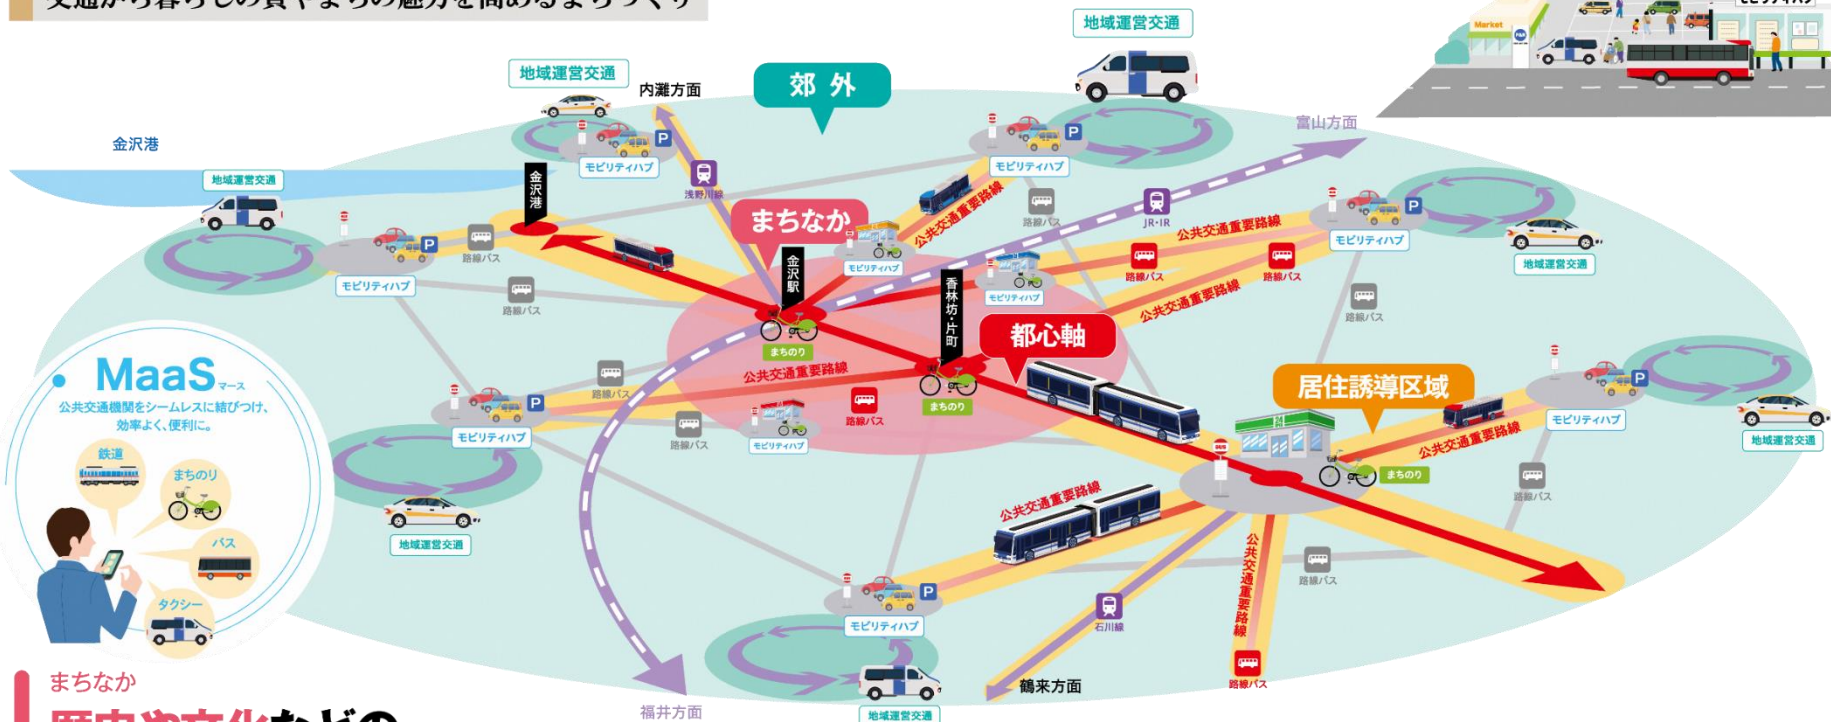 交通から暮らしの質やまちの魅力を高めるまちづくり
モビリティハブ
Market
P&R
地域運営交通
地域運営交通
内灘方面
郊外
富山方面
金沢港
P
P
モビリティハブ
モビリティハブ
地域運営交通
金沢港
浅野川線
公共交通重要路線
路線バス
JR-IR
P
公共交通重要路線
モビリティハブ
まちなか
モビリティハブ
金沢駅
路線バス
P
モビリティハブ
路線バス
香林坊・片町
モビリティハブ
路線バス
路線バス
公共交通重要路線
地域運営交通
路線バス
都心軸
まちのり
公共交通重要路線
まちのり
路線バス
路線バス
P
モビリティハブ
路線バス
モビリティハブ
居住誘導区域
P
モビリティハブ
公共交通重要路線
地域運営交通
BUS
まちのり
路線バス
MaaS マース
公共交通機関をシームレスに結びつけ、
効率よく、便利に。
鉄道
まちのり
バス
タクシー
地域運営交通
公共交通重要路線
公共交通重要路線
路線バス
P
モビリティハブ
石川線
路線バス
鶴来方面
福井方面
地域運営交通
まちなか
歴史や文化などの